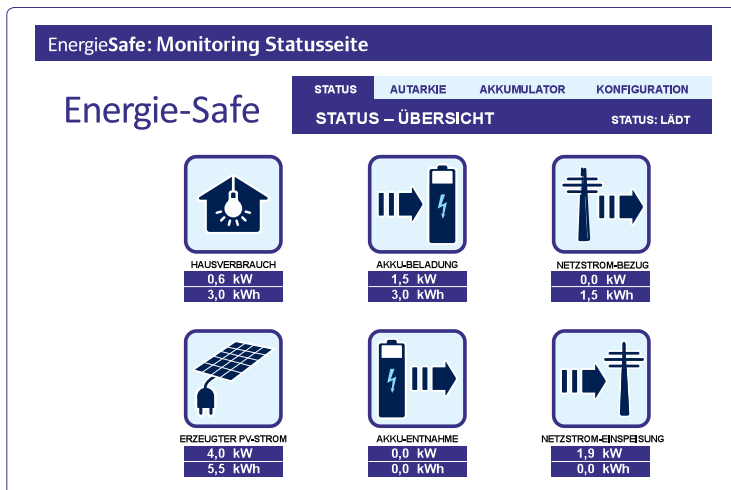 EnergieSafe: Monitoring Statusseite
Energie-Safe
STATUS AUTARKIE AKKUMULATOR KONFIGURATION
STATUS – ÜBERSICHT STATUS: LÄDT
HAUSVERBRAUCH AKKU-BELADUNG NETZSTROM-BEZUG
0,6 kW 1,5 kW 0,0 kW
3,0 kWh 3,0 kWh 1,5 kWh
ERZEUGTER PV-STROM AKKU-ENTNAHME NETZSTROM-EINSPEISUNG
4,0 kW 0,0 kW 1,9 kW
5,5 kWh 0,0 kWh 0,0 kWh